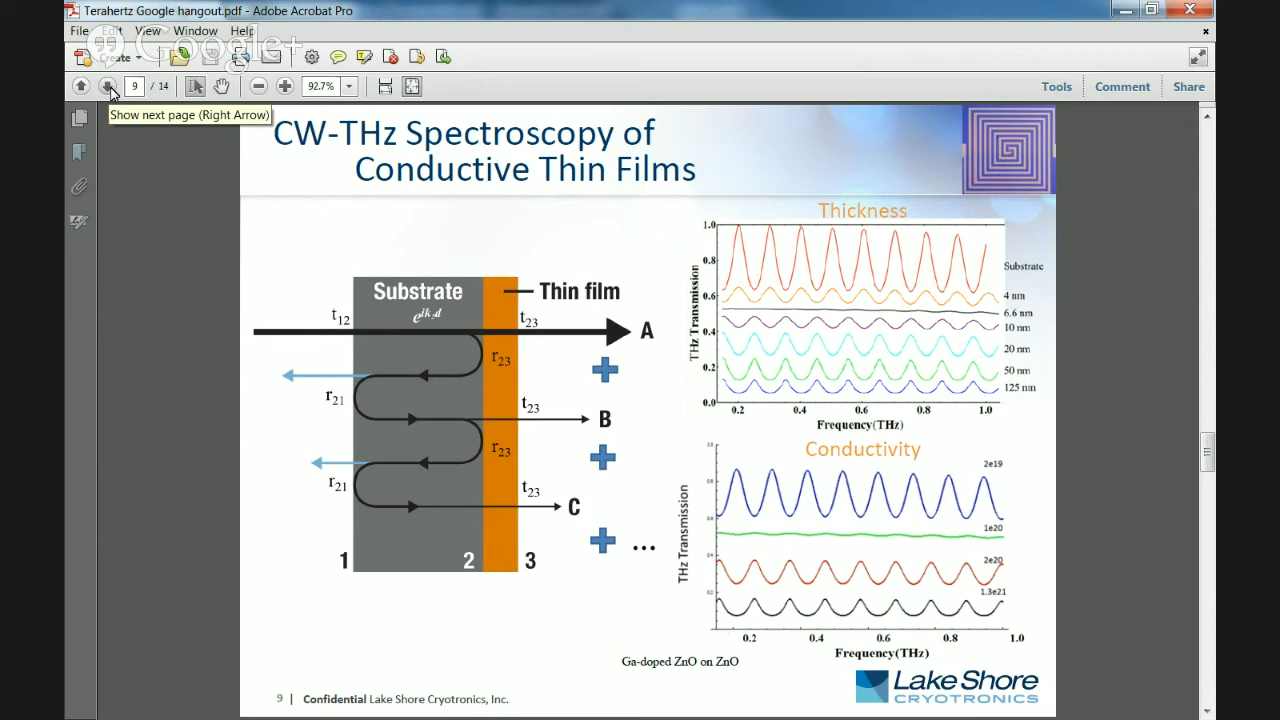 Terahertz Google hangout.pdf - Adobe Acrobat Pro
File Edit View Window Help
Google+
Create
9 / 14
92.7%
Tools Comment Share
Show next page (Right Arrow)
CW-THz Spectroscopy of
Conductive Thin Films
Substrate
e^{ik₂d}
Thin film
t₁₂
t₂₃
A
r₂₃
r₂₁
t₂₃
B
r₂₃
r₂₁
t₂₃
C
...
1 2 3
Thickness
THz Transmission
1.0
0.8
0.6
0.4
0.2
0.0
Substrate
4 nm
6.6 nm
10 nm
20 nm
50 nm
125 nm
0.2 0.4 0.6 0.8 1.0
Frequency(THz)
Conductivity
THz Transmission
2e19
1e20
2e20
1.3e21
0.2 0.4 0.6 0.8 1.0
Frequency(THz)
Ga-doped ZnO on ZnO
9 | Confidential Lake Shore Cryotronics, Inc.
Lake Shore
CRYOTRONICS